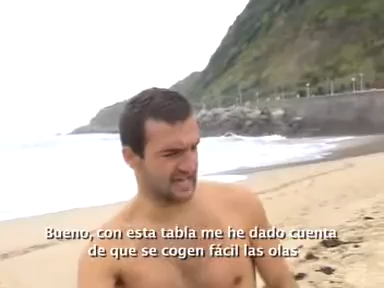 Bueno, con esta tabla me he dado cuenta
de que se cogen fácil las olas